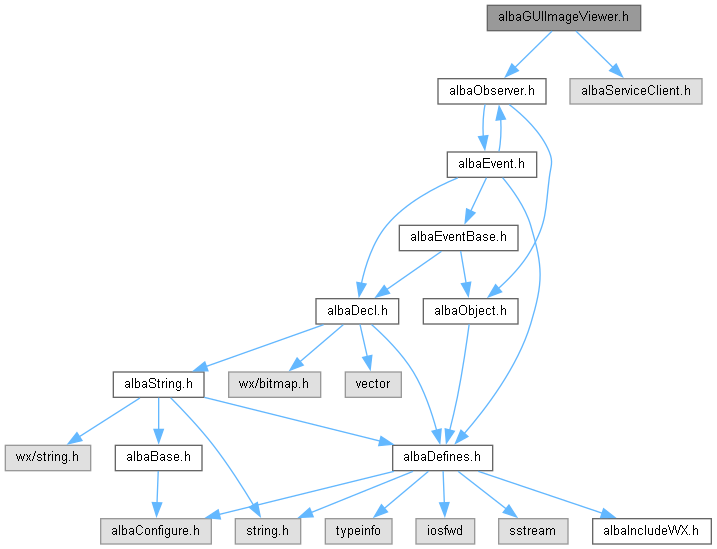 albaGUIImageViewer.h
albaObserver.h
albaServiceClient.h
albaEvent.h
albaEventBase.h
albaDecl.h
albaObject.h
albaString.h
wx/bitmap.h
vector
wx/string.h
albaBase.h
albaDefines.h
albaConfigure.h
string.h
typeinfo
iosfwd
sstream
albaIncludeWX.h